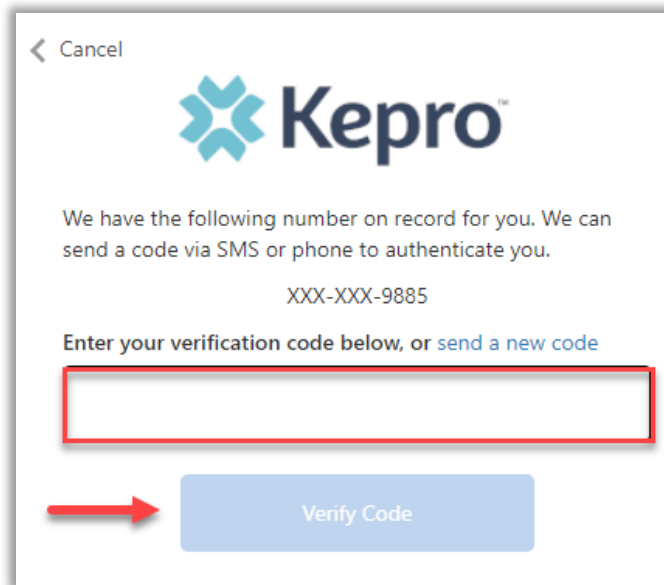 Cancel
Kepro™
We have the following number on record for you. We can
send a code via SMS or phone to authenticate you.
XXX-XXX-9885
Enter your verification code below, or send a new code
Verify Code